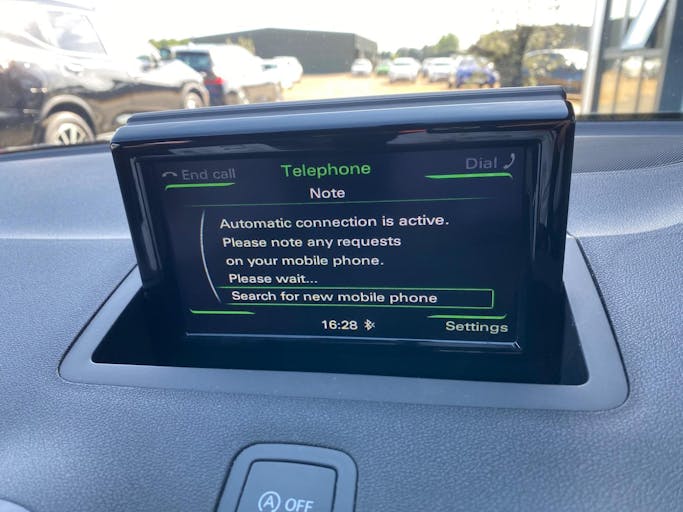 End call
Telephone
Dial
Note
Automatic connection is active.
Please note any requests
on your mobile phone.
Please wait...
Search for new mobile phone
16:28
Settings
A OFF